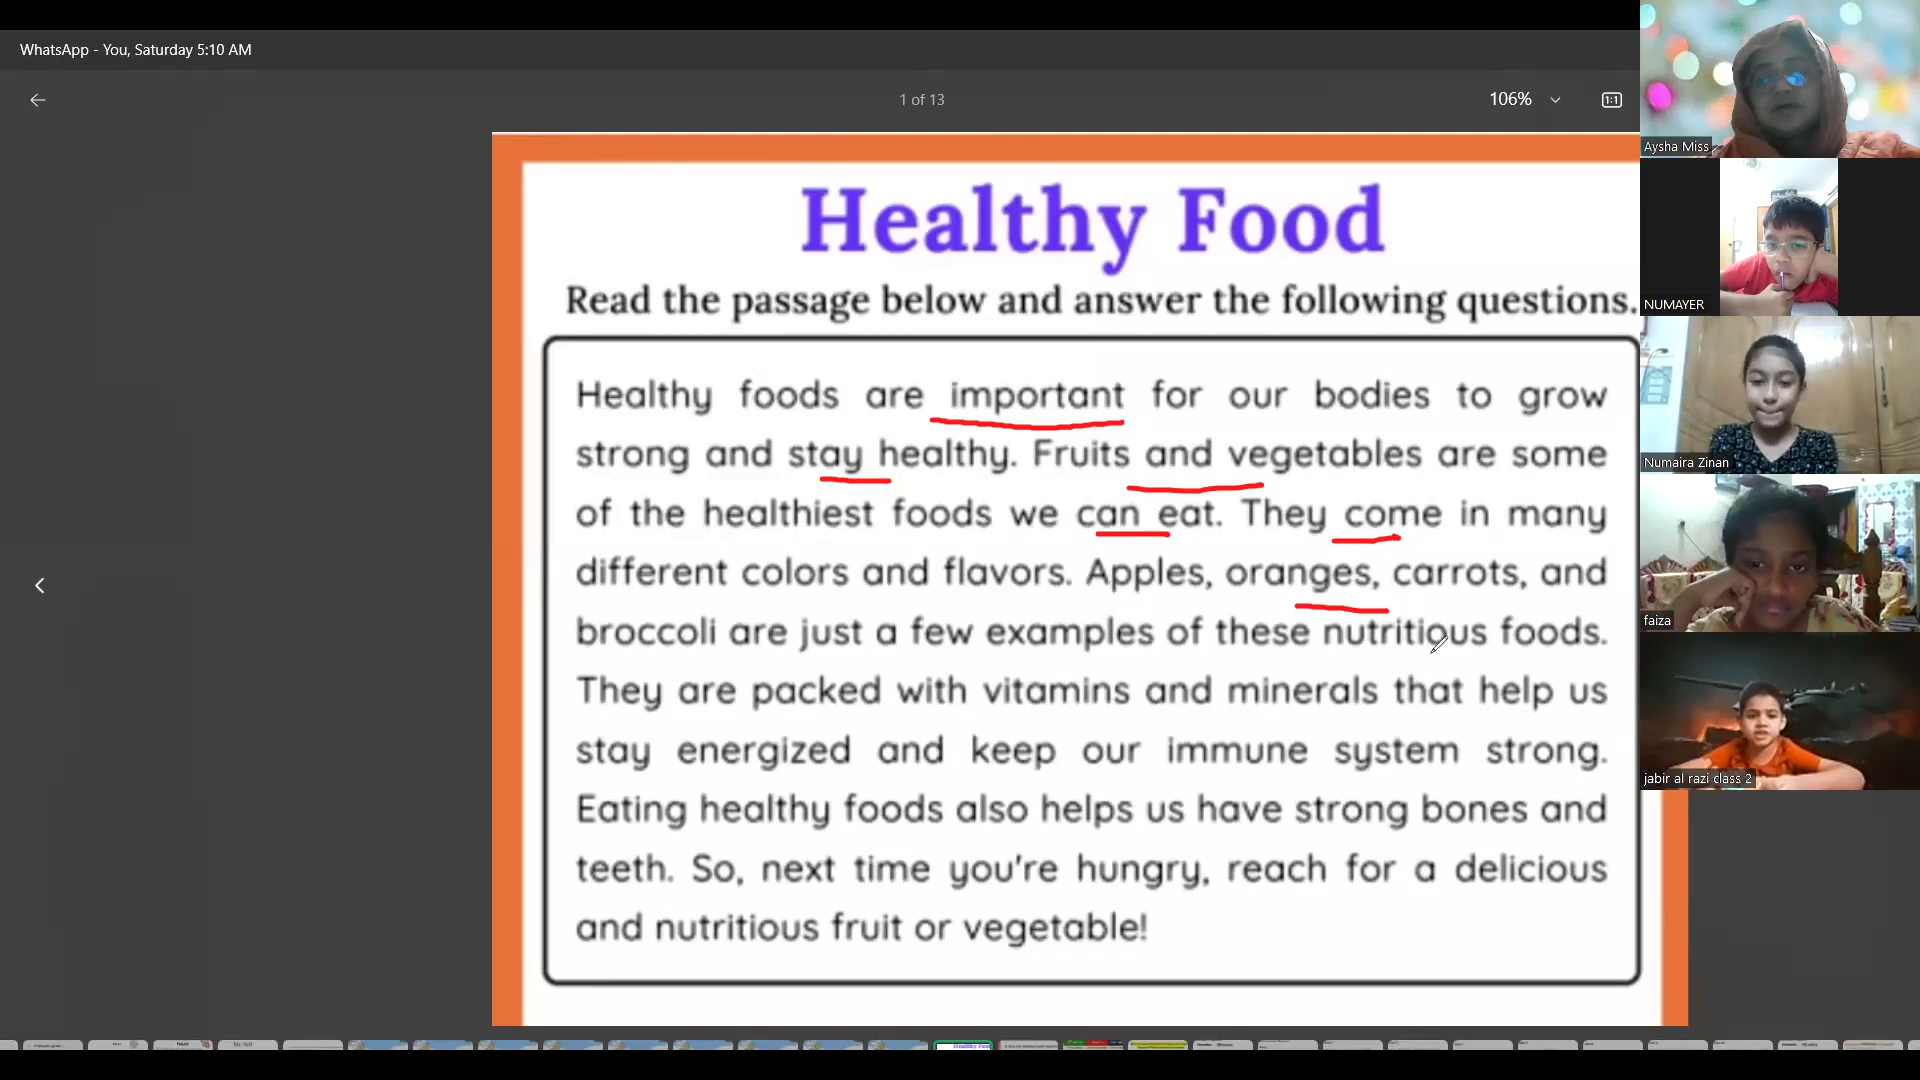 WhatsApp - You, Saturday 5:10 AM
1 of 13
106%
1:1
Healthy Food
Read the passage below and answer the following questions.
Healthy foods are important for our bodies to grow
strong and stay healthy. Fruits and vegetables are some
of the healthiest foods we can eat. They come in many
different colors and flavors. Apples, oranges, carrots, and
broccoli are just a few examples of these nutritious foods.
They are packed with vitamins and minerals that help us
stay energized and keep our immune system strong.
Eating healthy foods also helps us have strong bones and
teeth. So, next time you're hungry, reach for a delicious
and nutritious fruit or vegetable!
Aysha Miss
NUMAYER
Numaira Zinan
faiza
jabir al razi class 2